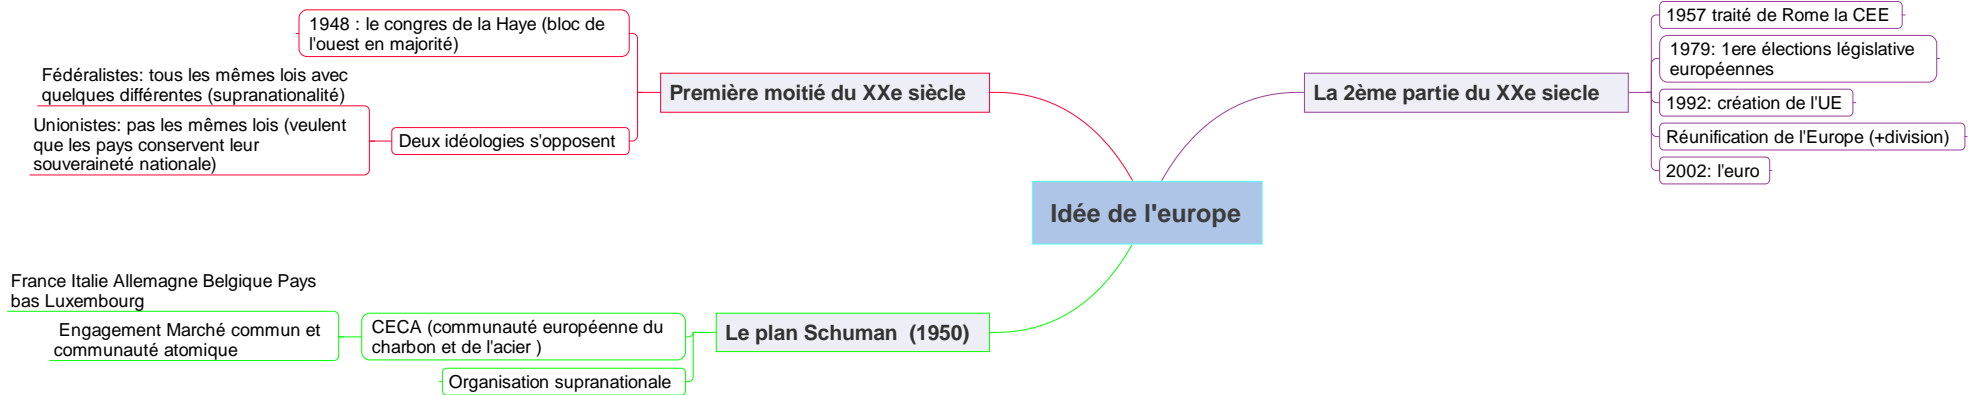 Idée de l'europe
Première moitié du XXe siècle
1948 : le congres de la Haye (bloc de
l'ouest en majorité)
Deux idéologies s'opposent
Fédéralistes: tous les mêmes lois avec
quelques différentes (supranationalité)
Unionistes: pas les mêmes lois (veulent
que les pays conservent leur
souveraineté nationale)
Le plan Schuman (1950)
CECA (communauté européenne du
charbon et de l'acier )
France Italie Allemagne Belgique Pays
bas Luxembourg
Engagement Marché commun et
communauté atomique
Organisation supranationale
La 2ème partie du XXe siecle
1957 traité de Rome la CEE
1979: 1ere élections législative
européennes
1992: création de l'UE
Réunification de l'Europe (+division)
2002: l'euro